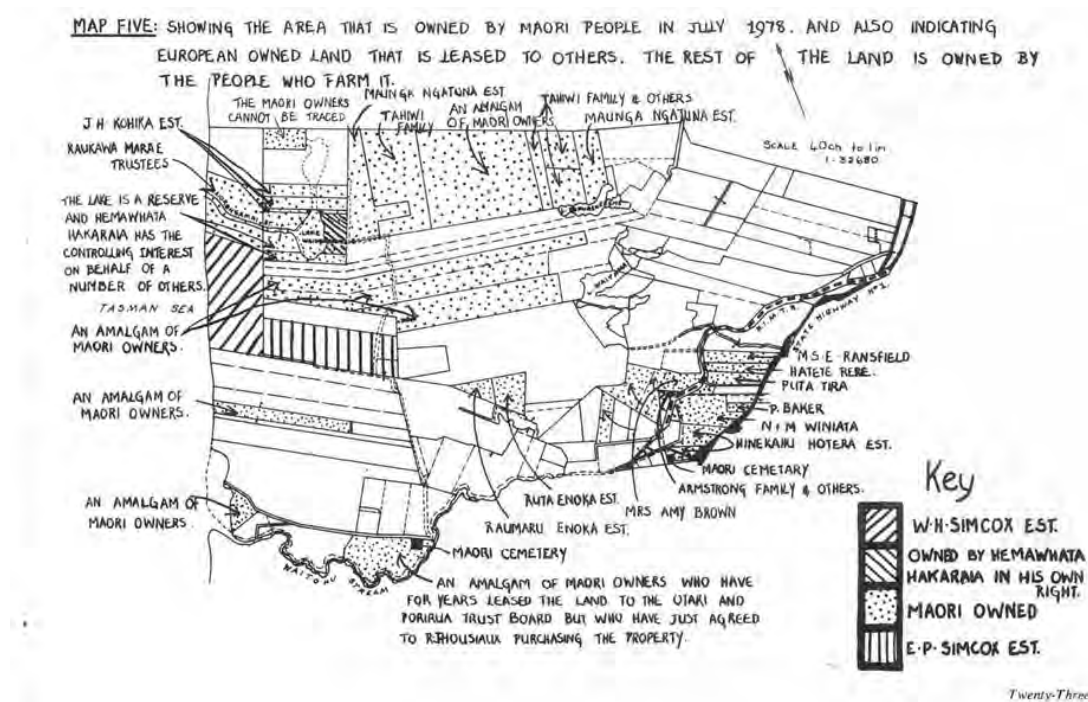 MAP FIVE: SHOWING THE AREA THAT IS OWNED BY MAORI PEOPLE IN JULY 1978. AND ALSO INDICATING
EUROPEAN OWNED LAND THAT IS LEASED TO OTHERS. THE REST OF THE LAND IS OWNED BY
THE PEOPLE WHO FARM IT.
THE MAORI OWNERS
CANNOT BE TRACED
MAUNGA NGATUNA EST.
TAHIWI
FAMILY
AN AMALGAM
OF MAORI OWNERS
TAHIWI FAMILY & OTHERS
MAUNGA NGATUNA EST.
SCALE 40ch to 1in.
1-32680
J H KOHIKA EST.
RAUKAWA MARAE
TRUSTEES
THE LAKE IS A RESERVE
AND HEMAWHATA
HAKARAIA HAS THE
CONTROLLING INTEREST
ON BEHALF OF A
NUMBER OF OTHERS.
LAKE
TASMAN SEA
AN AMALGAM OF
MAORI OWNERS.
L. WAITAWA
N.I.M.T.R.
STATE HIGHWAY No 1.
M.S.E. RANSFIELD
HATETE RERE.
PUTA TIRA
P. BAKER
N & M WINIATA
HINEKAHU HOTERA EST.
MAORI CEMETARY
ARMSTRONG FAMILY & OTHERS.
MRS AMY BROWN
RUTA ENOKA EST.
RAUMARU ENOKA EST.
AN AMALGAM OF
MAORI OWNERS.
AN AMALGAM OF
MAORI OWNERS
MAORI CEMETERY
WAITOHU STREAM
AN AMALGAM OF MAORI OWNERS WHO HAVE
FOR YEARS LEASED THE LAND TO THE OTAKI AND
PORIRUA TRUST BOARD BUT WHO HAVE JUST AGREED
TO R.HOUSIAUX PURCHASING THE PROPERTY.
Key
W.H.SIMCOX EST.
OWNED BY HEMAWHATA
HAKARAIA IN HIS OWN
RIGHT.
MAORI OWNED
E.P.SIMCOX EST.
Twenty-Three